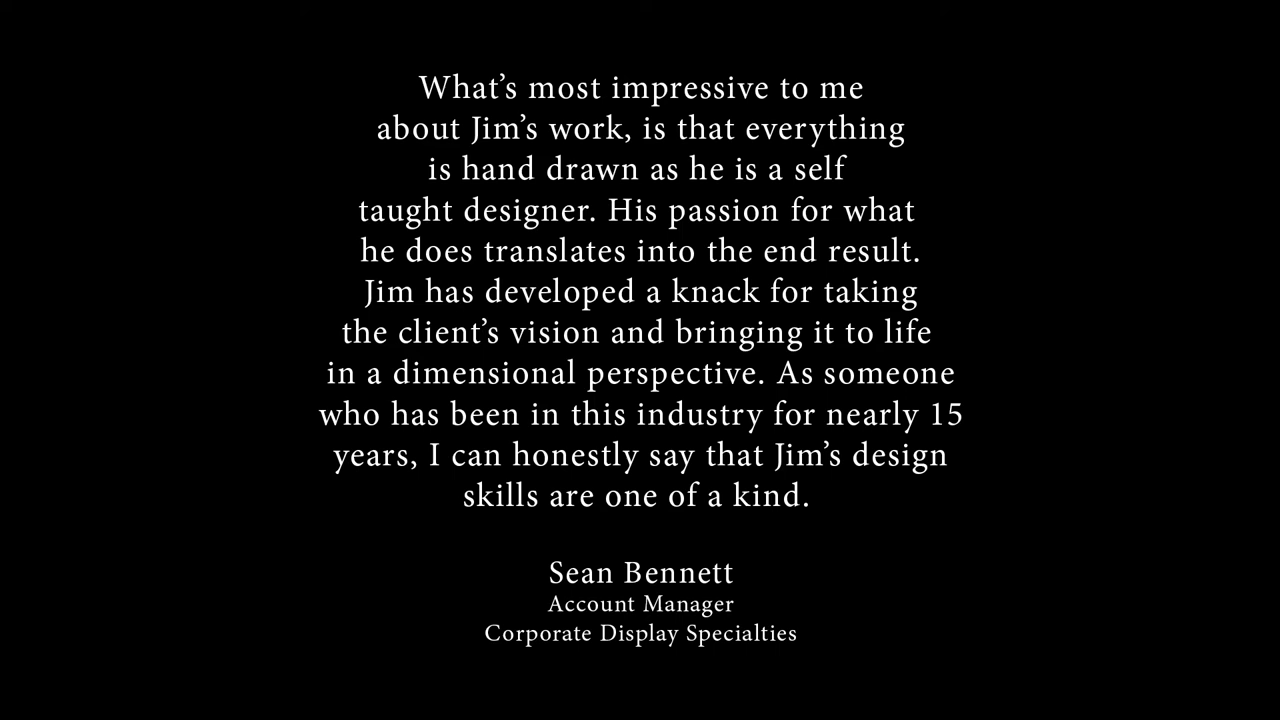 What’s most impressive to me
about Jim’s work, is that everything
is hand drawn as he is a self
taught designer. His passion for what
he does translates into the end result.
Jim has developed a knack for taking
the client’s vision and bringing it to life
in a dimensional perspective. As someone
who has been in this industry for nearly 15
years, I can honestly say that Jim’s design
skills are one of a kind.
Sean Bennett
Account Manager
Corporate Display Specialties